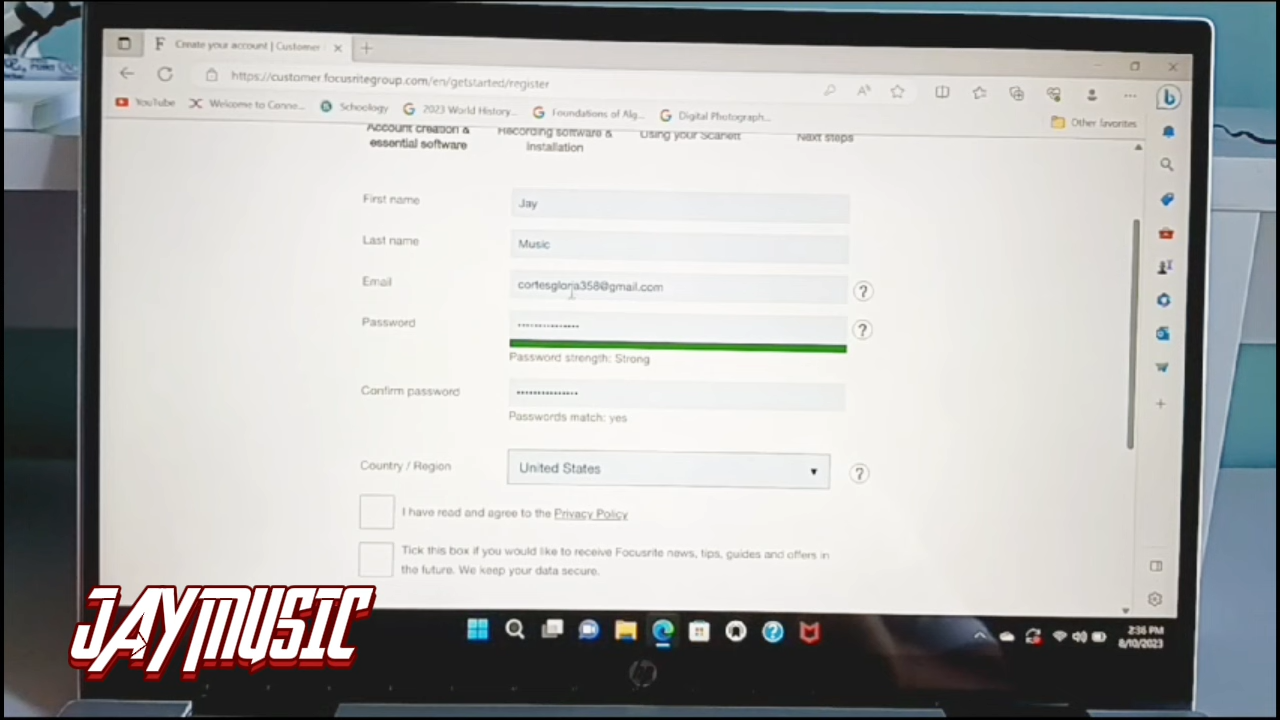 Create your account | Customer
https://customer.focusritegroup.com/en/getstarted/register
YouTube
Welcome to Conne...
Schoology
2023 World History...
Foundations of Alg...
Digital Photograph...
Other favorites
Account creation &
essential software
Recording software &
installation
Using your Scarlett
Next steps
First name
Jay
Last name
Music
Email
cortesgloria358@gmail.com
?
Password
?
Password strength: Strong
Confirm password
Passwords match: yes
Country / Region
United States
?
I have read and agree to the Privacy Policy
Tick this box if you would like to receive Focusrite news, tips, guides and offers in
the future. We keep your data secure.
JAYMUSIC
2:36 PM
8/10/2023
hp